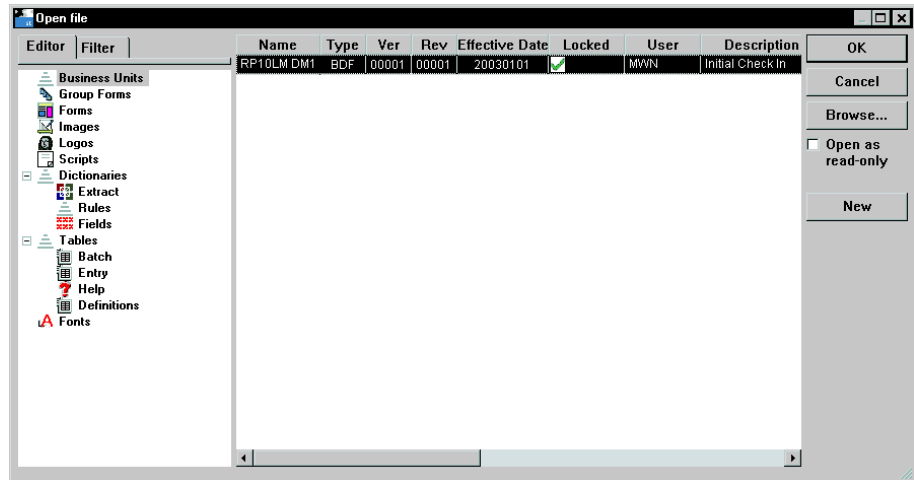 Open file
Editor Filter
Business Units
Group Forms
Forms
Images
Logos
Scripts
Dictionaries
Extract
Rules
Fields
Tables
Batch
Entry
Help
Definitions
Fonts
Name Type Ver Rev Effective Date Locked User Description
RP10LM DM1 BDF 00001 00001 20030101 MWN Initial Check In
OK
Cancel
Browse...
Open as
read-only
New